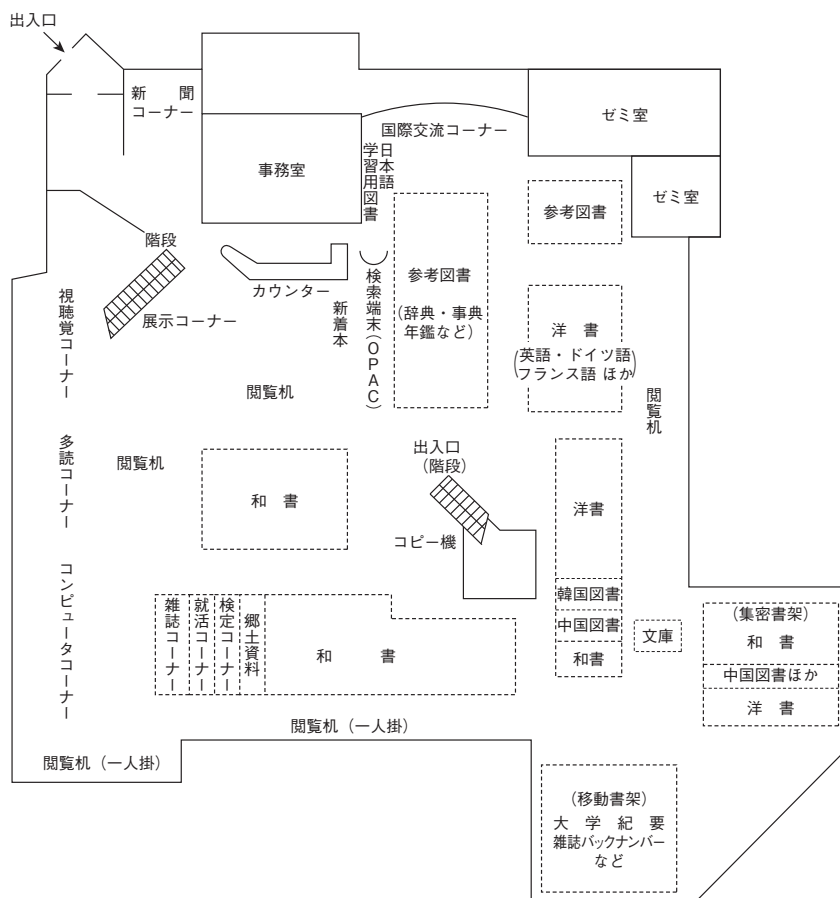 出入口
新　聞
コーナー
国際交流コーナー
ゼミ室
事務室
日本語
学習用図書
参考図書
ゼミ室
階段
カウンター
展示コーナー
視聴覚コーナー
新着本
検索端末(OPAC)
参考図書
(辞典・事典
年鑑など)
洋　書
(英語・ドイツ語
フランス語 ほか)
閲覧机
閲覧机
多読コーナー
閲覧机
和　書
出入口
(階段)
コピー機
洋書
コンピュータコーナー
雑誌コーナー
就活コーナー
検定コーナー
郷土資料
和　　書
韓国図書
中国図書
和書
文庫
(集密書架)
和　書
中国図書ほか
洋　書
閲覧机（一人掛）
閲覧机（一人掛）
(移動書架)
大　学　紀　要
雑誌バックナンバー
など